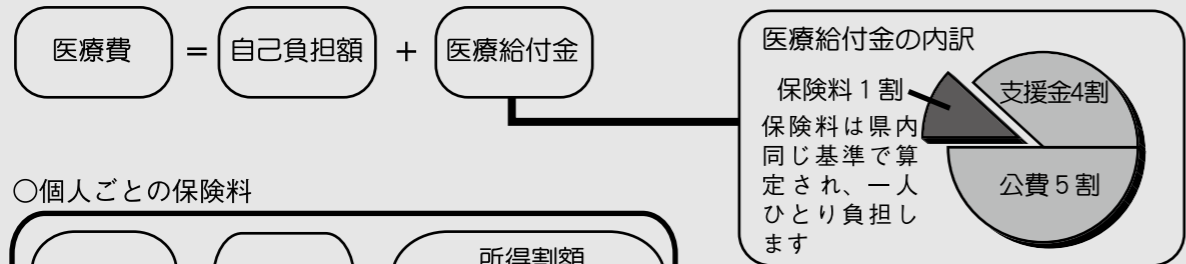 医療費 = 自己負担額 + 医療給付金
医療給付金の内訳
保険料1割
支援金4割
公費5割
保険料は県内
同じ基準で算
定され、一人
ひとり負担し
ます
○個人ごとの保険料
所得割額